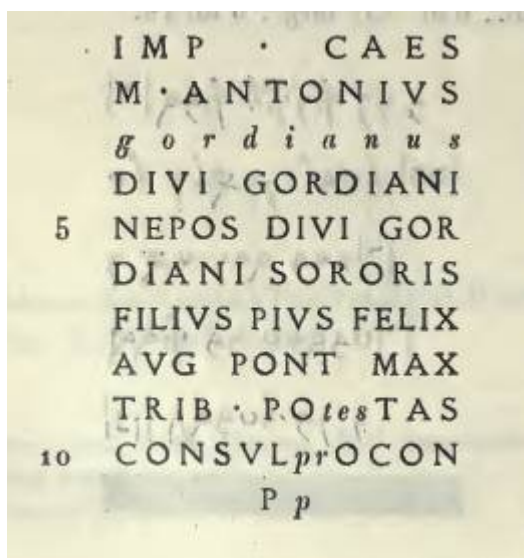 IMP · CAES
M · ANTONIVS
gordianus
DIVI GORDIANI
5 NEPOS DIVI GOR
DIANI SORORIS
FILIVS PIVS FELIX
AVG PONT MAX
TRIB · POtesTAS
10 CONSVLprOCON
P p